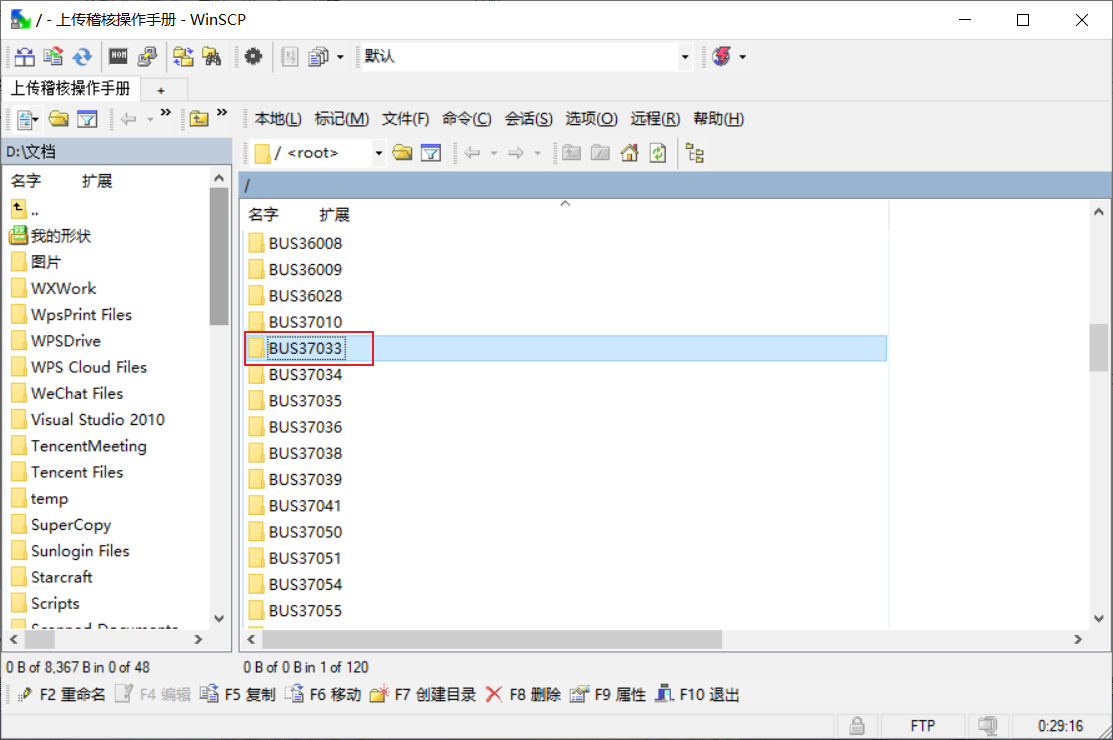 / - 上传稽核操作手册 - WinSCP
默认
上传稽核操作手册 +
本地(L) 标记(M) 文件(F) 命令(C) 会话(S) 选项(O) 远程(R) 帮助(H)
/ <root>
D:\文档
名字 扩展
..
我的形状
图片
WXWork
WpsPrint Files
WPSDrive
WPS Cloud Files
WeChat Files
Visual Studio 2010
TencentMeeting
Tencent Files
temp
SuperCopy
Sunlogin Files
Starcraft
Scripts
Scanned Documents
/
名字 扩展
BUS36008
BUS36009
BUS36028
BUS37010
BUS37033
BUS37034
BUS37035
BUS37036
BUS37038
BUS37039
BUS37041
BUS37050
BUS37051
BUS37054
BUS37055
0 B of 8,367 B in 0 of 48
0 B of 0 B in 1 of 120
F2 重命名 F4 编辑 F5 复制 F6 移动 F7 创建目录 F8 删除 F9 属性 F10 退出
FTP 0:29:16